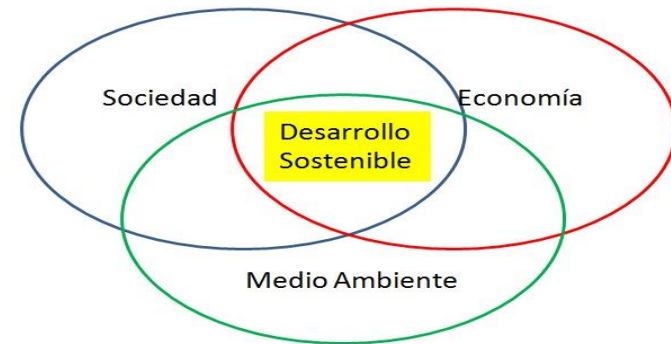 Sociedad
Economía
Desarrollo
Sostenible
Medio Ambiente